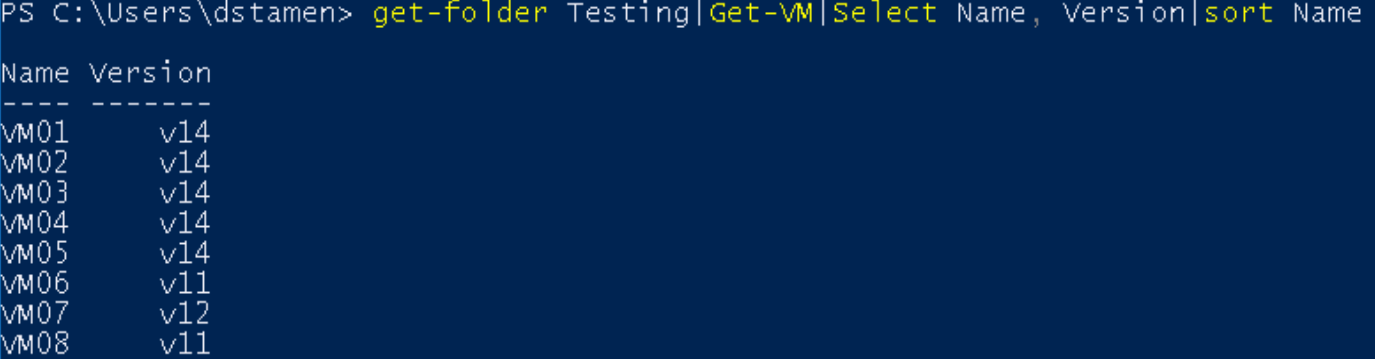 PS C:\Users\dstamen> get-folder Testing|Get-VM|Select Name, Version|sort Name
Name Version
---- -------
VM01 v14
VM02 v14
VM03 v14
VM04 v14
VM05 v14
VM06 v11
VM07 v12
VM08 v11